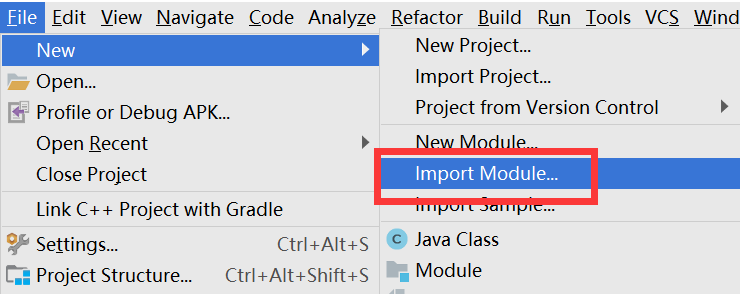 File Edit View Navigate Code Analyze Refactor Build Run Tools VCS Wind
New
Open...
Profile or Debug APK...
Open Recent
Close Project
Link C++ Project with Gradle
Settings... Ctrl+Alt+S
Project Structure... Ctrl+Alt+Shift+S
New Project...
Import Project...
Project from Version Control
New Module...
Import Module...
Import Sample...
C Java Class
Module